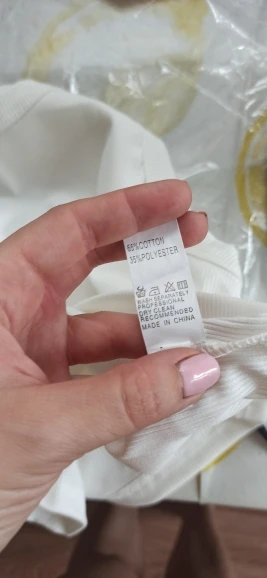 65%COTTON
35%POLYESTER
WASH SEPARATELY
PROFESSIONAL
DRY CLEAN
RECOMMENDED
MADE IN CHINA